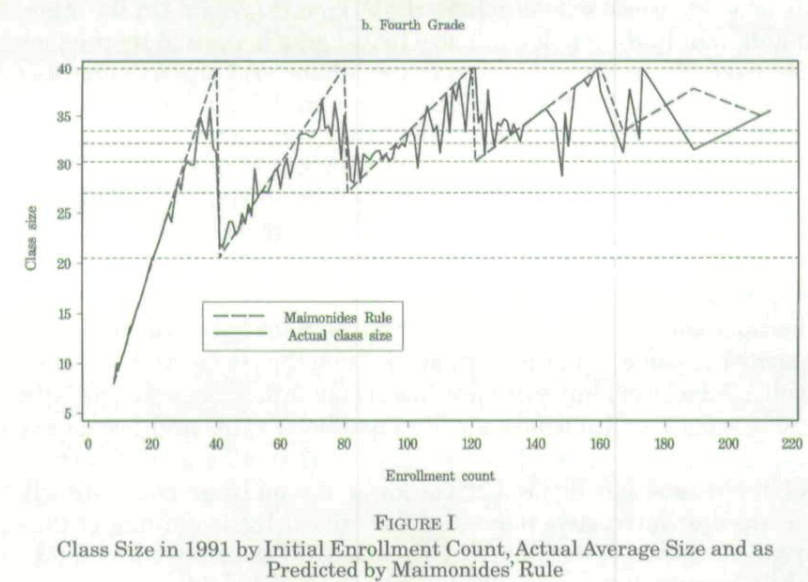 b. Fourth Grade
40
35
30
25
20
15
10
5
Class size
Maimonides Rule
Actual class size
0 20 40 60 80 100 120 140 160 180 200 220
Enrollment count
FIGURE I
Class Size in 1991 by Initial Enrollment Count, Actual Average Size and as
Predicted by Maimonides' Rule